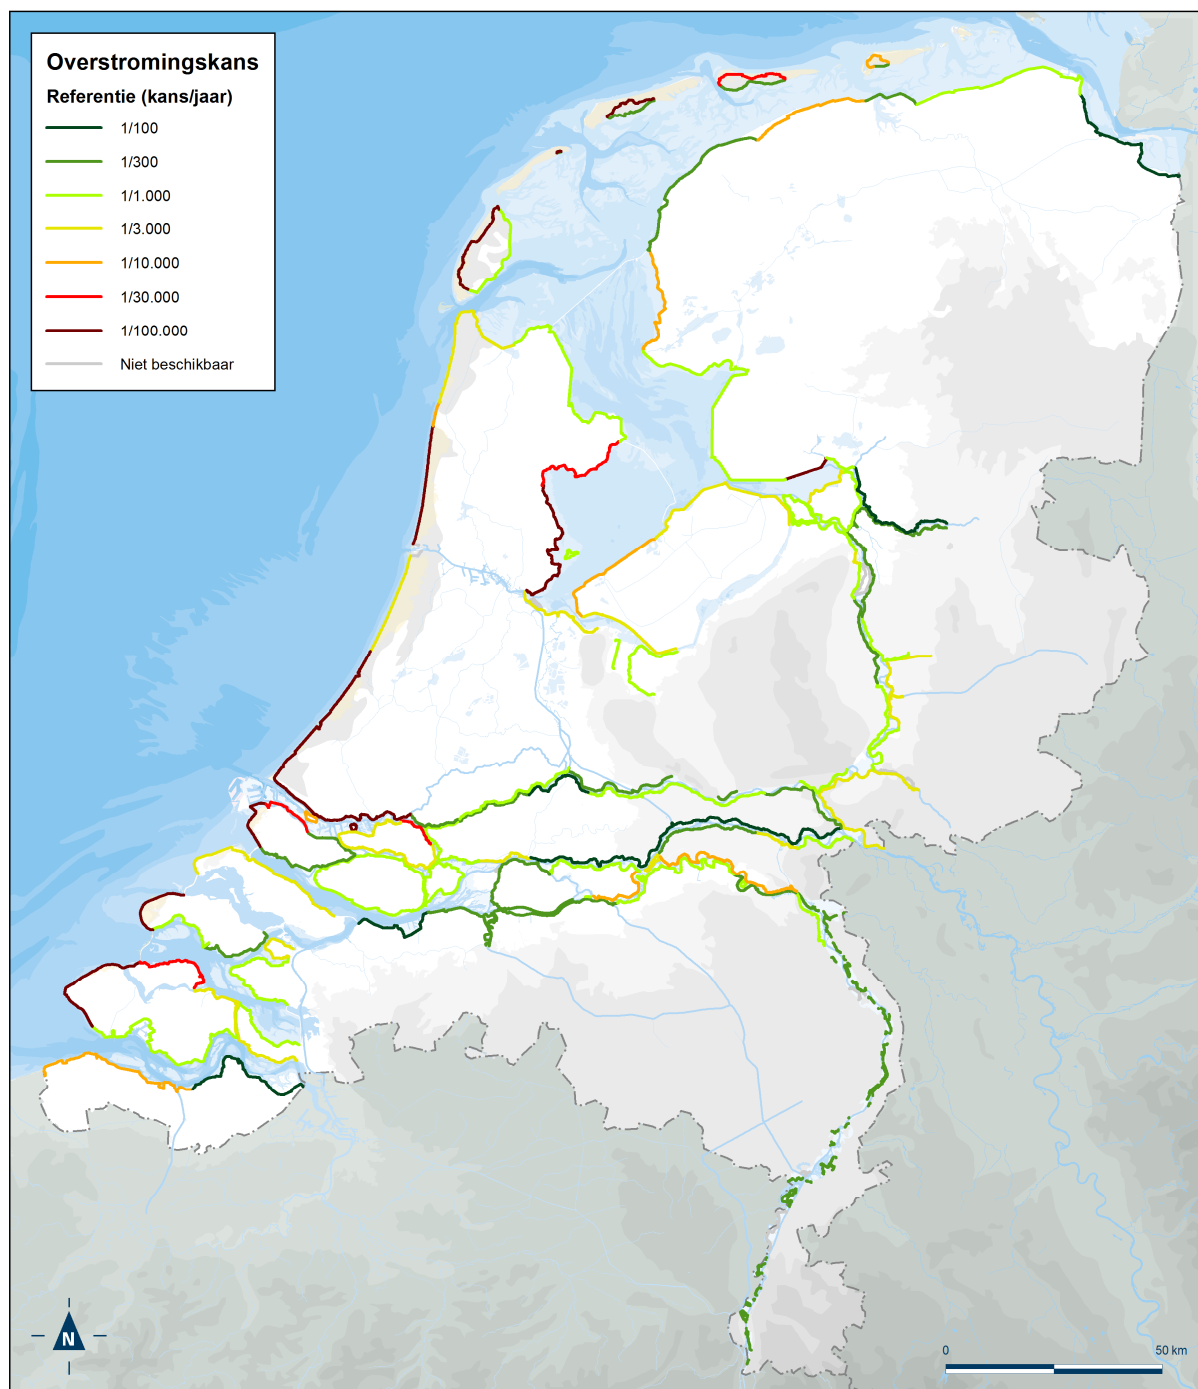 Overstromingskans
Referentie (kans/jaar)
1/100
1/300
1/1.000
1/3.000
1/10.000
1/30.000
1/100.000
Niet beschikbaar
N
0 50 km